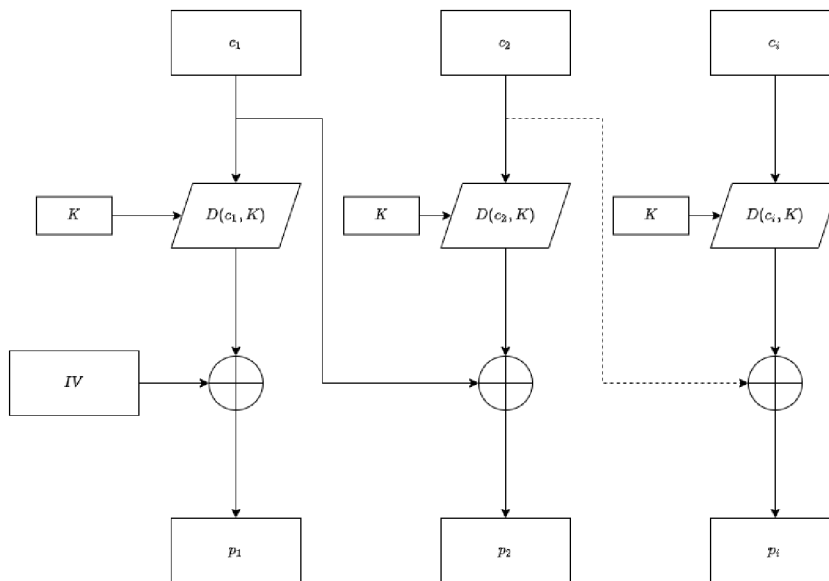 c₁
c₂
cᵢ
K
D(c₁, K)
K
D(c₂, K)
K
D(cᵢ, K)
IV
p₁
p₂
pᵢ